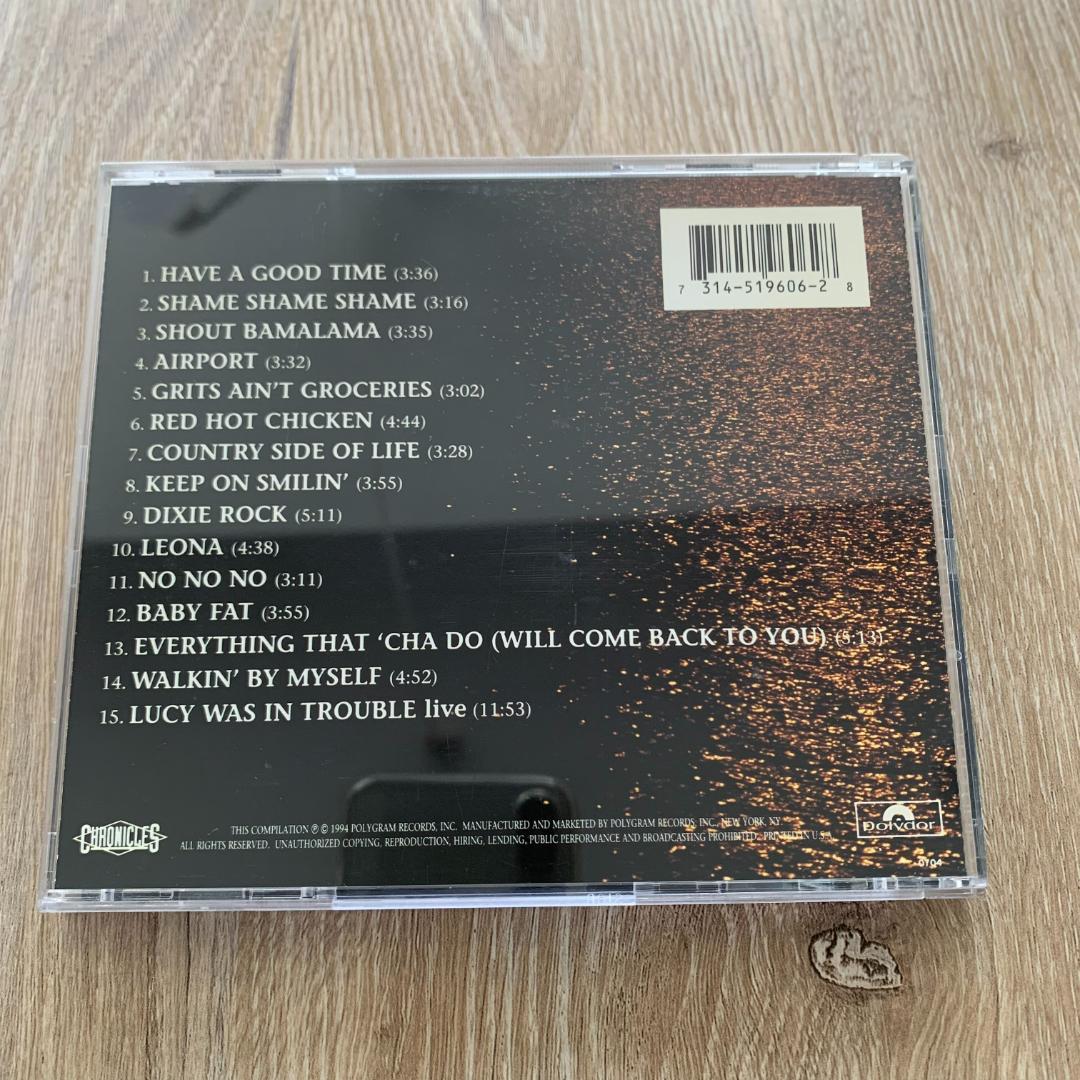 7 314-519606-2 8
1. HAVE A GOOD TIME (3:36)
2. SHAME SHAME SHAME (3:16)
3. SHOUT BAMALAMA (3:35)
4. AIRPORT (3:32)
5. GRITS AIN'T GROCERIES (3:02)
6. RED HOT CHICKEN (4:44)
7. COUNTRY SIDE OF LIFE (3:28)
8. KEEP ON SMILIN' (3:55)
9. DIXIE ROCK (5:11)
10. LEONA (4:38)
11. NO NO NO (3:11)
12. BABY FAT (3:55)
13. EVERYTHING THAT 'CHA DO (WILL COME BACK TO YOU) (5:13)
14. WALKIN' BY MYSELF (4:52)
15. LUCY WAS IN TROUBLE live (11:53)
CHRONICLES
THIS COMPILATION ℗ © 1994 POLYGRAM RECORDS, INC. MANUFACTURED AND MARKETED BY POLYGRAM RECORDS, INC., NEW YORK, NY
ALL RIGHTS RESERVED. UNAUTHORIZED COPYING, REPRODUCTION, HIRING, LENDING, PUBLIC PERFORMANCE AND BROADCASTING PROHIBITED. PRINTED IN U.S.A.
polydor
0704